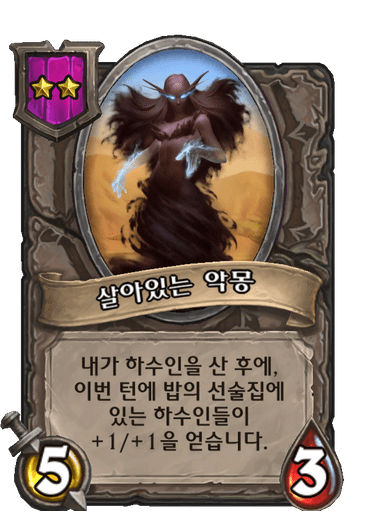 살아있는 악몽
내가 하수인을 산 후에,
이번 턴에 밥의 선술집에
있는 하수인들이
+1/+1을 얻습니다.
5
3